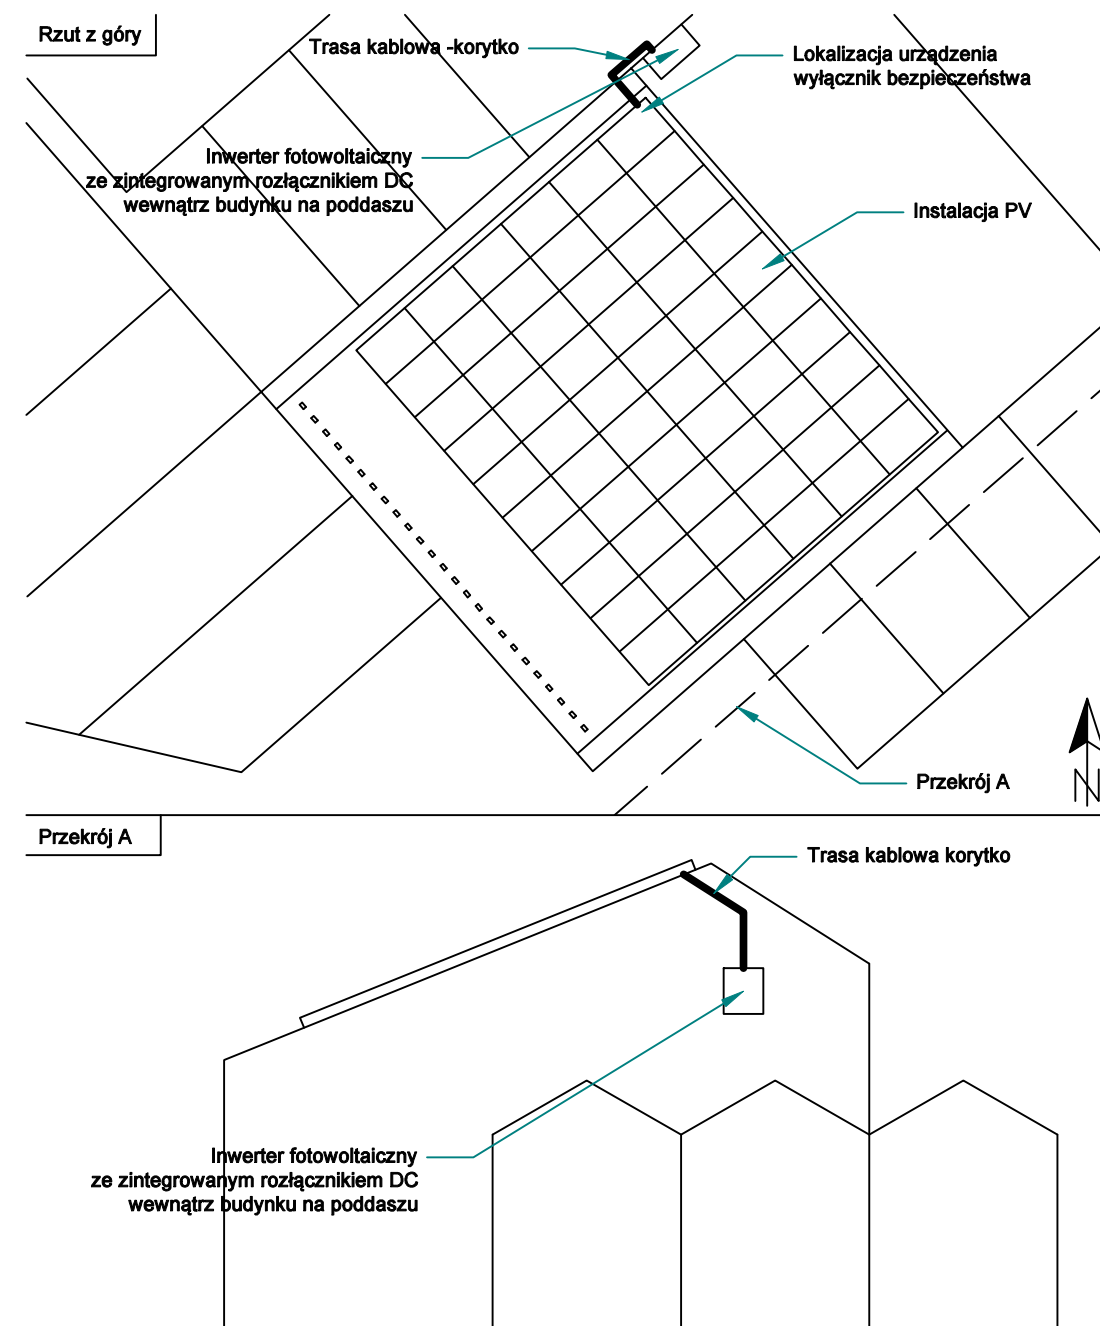 Rzut z góry
Trasa kablowa -korytko
Lokalizacja urządzenia
wyłącznik bezpieczeństwa
Inwerter fotowoltaiczny
ze zintegrowanym rozłącznikiem DC
wewnątrz budynku na poddaszu
Instalacja PV
Przekrój A
N
Przekrój A
Trasa kablowa korytko
Inwerter fotowoltaiczny
ze zintegrowanym rozłącznikiem DC
wewnątrz budynku na poddaszu